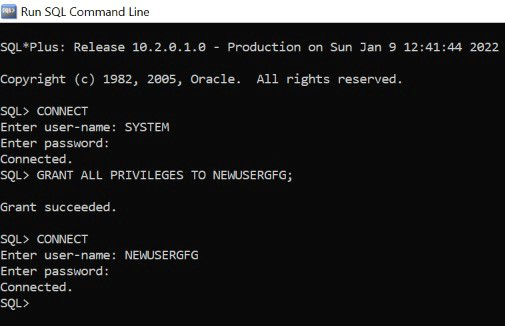 Run SQL Command Line
SQL*Plus: Release 10.2.0.1.0 - Production on Sun Jan 9 12:41:44 2022
Copyright (c) 1982, 2005, Oracle.  All rights reserved.
SQL> CONNECT
Enter user-name: SYSTEM
Enter password:
Connected.
SQL> GRANT ALL PRIVILEGES TO NEWUSERGFG;
Grant succeeded.
SQL> CONNECT
Enter user-name: NEWUSERGFG
Enter password:
Connected.
SQL>